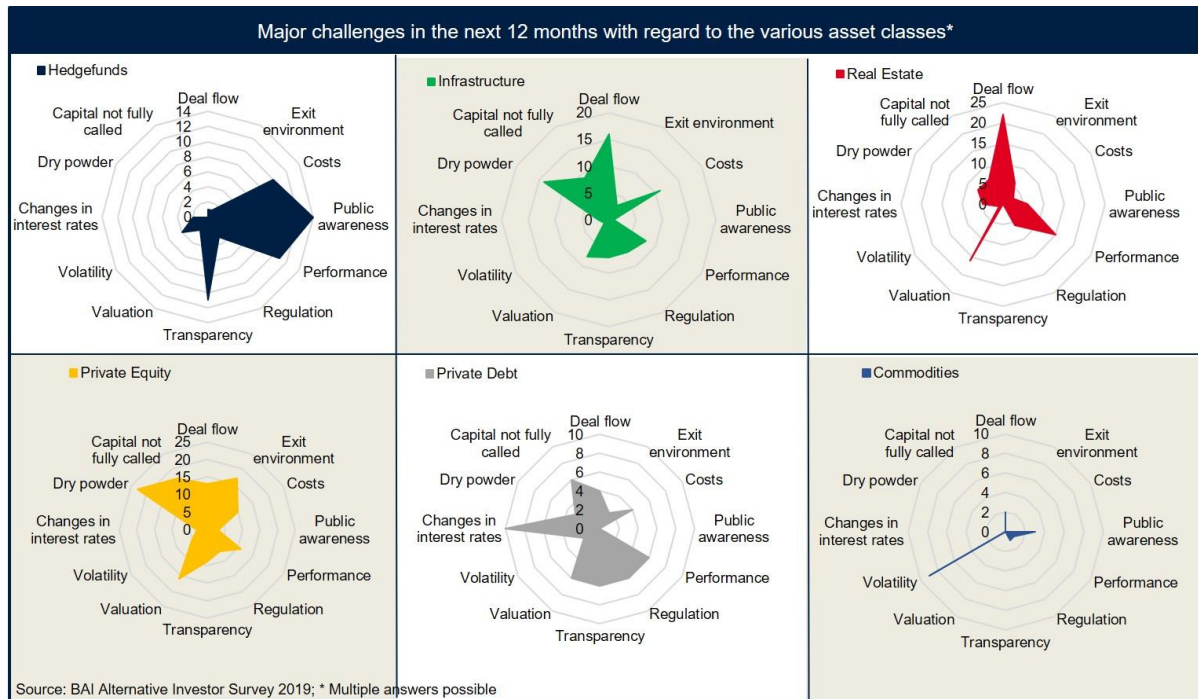 Major challenges in the next 12 months with regard to the various asset classes*
Hedgefunds
Deal flow
Exit
environment
Costs
Public
awareness
Performance
Regulation
Transparency
Valuation
Volatility
Changes in
interest rates
Dry powder
Capital not fully
called
14
12
10
8
6
4
2
0
Infrastructure
Deal flow
Exit environment
Costs
Public
awareness
Performance
Regulation
Transparency
Valuation
Volatility
Changes in
interest rates
Dry powder
Capital not fully
called
20
15
10
5
0
Real Estate
Deal flow
Exit
environment
Costs
Public
awareness
Performance
Regulation
Transparency
Valuation
Volatility
Changes in
interest rates
Dry powder
Capital not
fully called
25
20
15
10
5
0
Private Equity
Deal flow
Exit
environment
Costs
Public
awareness
Performance
Regulation
Transparency
Valuation
Volatility
Changes in
interest rates
Dry powder
Capital not
fully called
25
20
15
10
5
0
Private Debt
Deal flow
Exit
environment
Costs
Public
awareness
Performance
Regulation
Transparency
Valuation
Volatility
Changes in
interest rates
Dry powder
Capital not fully
called
10
8
6
4
2
0
Commodities
Deal flow
Exit
environment
Costs
Public
awareness
Performance
Regulation
Transparency
Valuation
Volatility
Changes in
interest rates
Dry powder
Capital not fully
called
10
8
6
4
2
0
Source: BAI Alternative Investor Survey 2019; * Multiple answers possible